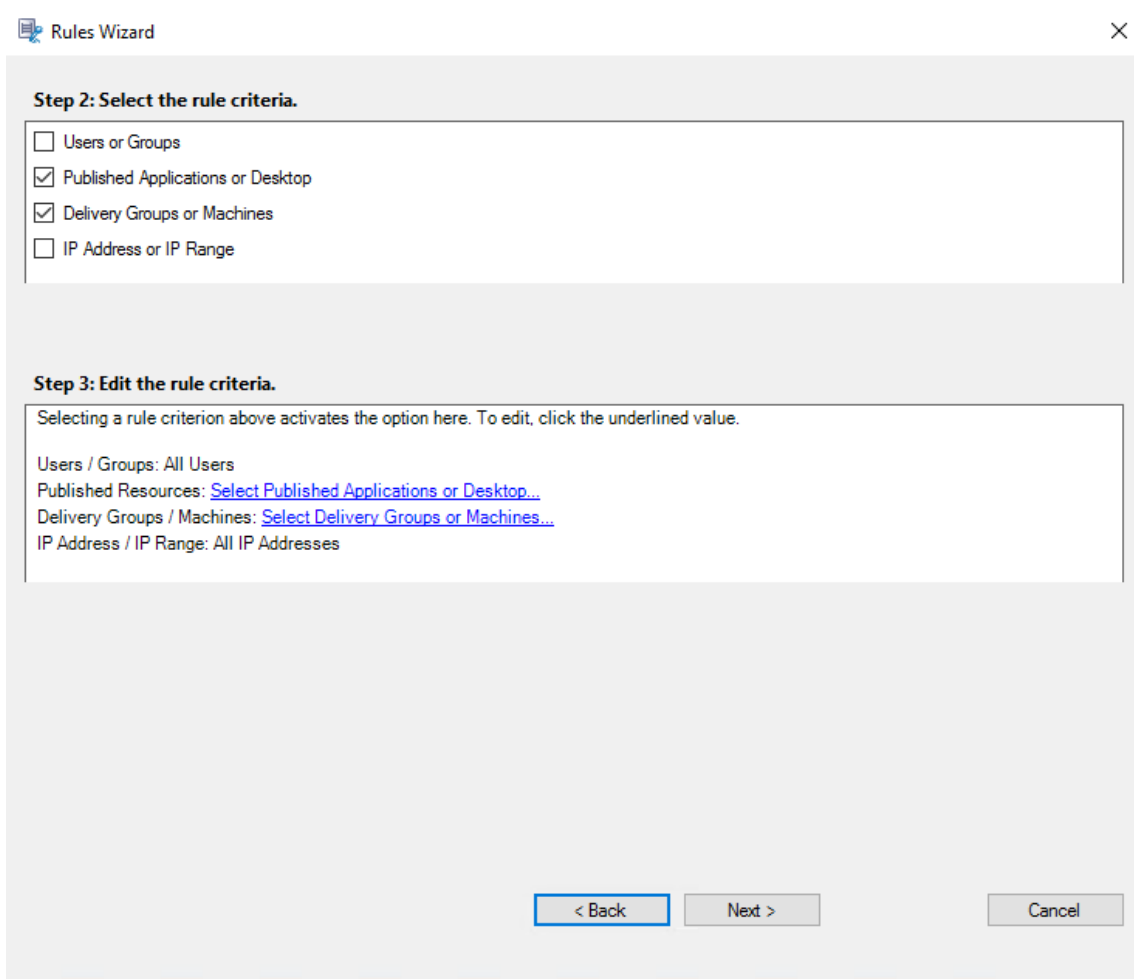 Rules Wizard
Step 2: Select the rule criteria.
Users or Groups
Published Applications or Desktop
Delivery Groups or Machines
IP Address or IP Range
Step 3: Edit the rule criteria.
Selecting a rule criterion above activates the option here. To edit, click the underlined value.
Users / Groups: All Users
Published Resources: Select Published Applications or Desktop...
Delivery Groups / Machines: Select Delivery Groups or Machines...
IP Address / IP Range: All IP Addresses
< Back Next > Cancel